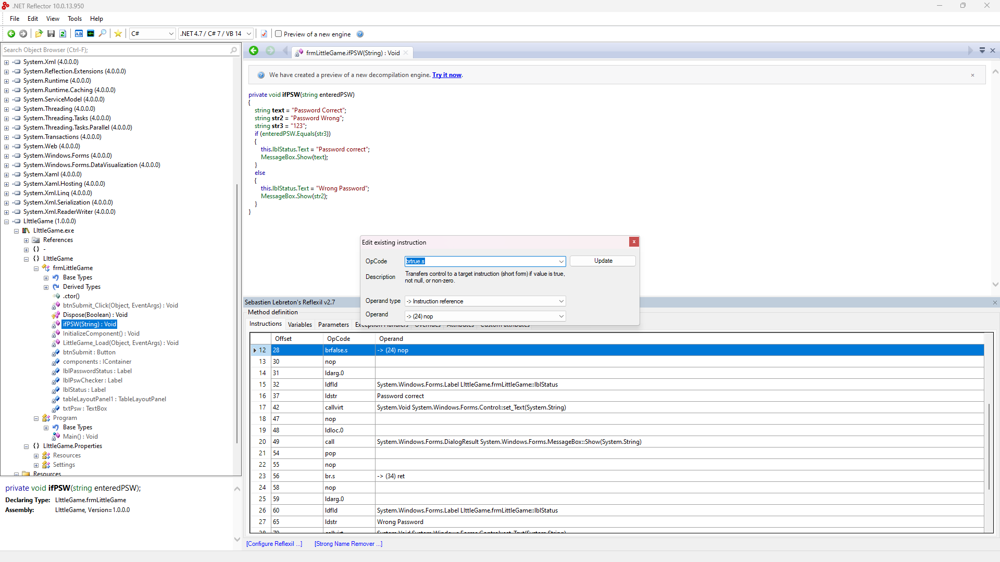 .NET Reflector 10.0.13.950
File Edit View Tools Help
C# .NET 4.7 / C# 7 / VB 14 Preview of a new engine
Search Object Browser (Ctrl-F);
System.Xml (4.0.0.0)
System.Reflection.Extensions (4.0.0.0)
System.Runtime (4.0.0.0)
System.Runtime.Caching (4.0.0.0)
System.ServiceModel (4.0.0.0)
System.Threading (4.0.0.0)
System.Threading.Tasks (4.0.0.0)
System.Threading.Tasks.Parallel (4.0.0.0)
System.Transactions (4.0.0.0)
System.Web (4.0.0.0)
System.Windows.Forms (4.0.0.0)
System.Windows.Forms.DataVisualization (4.0.0.0)
System.Xaml (4.0.0.0)
System.Xaml.Hosting (4.0.0.0)
System.Xml.Linq (4.0.0.0)
System.Xml.Serialization (4.0.0.0)
System.Xml.ReaderWriter (4.0.0.0)
LIttleGame (1.0.0.0)
LIttleGame.exe
References
{} -
{} LIttleGame
frmLittleGame
Base Types
Derived Types
.ctor()
btnSubmit_Click(Object, EventArgs) : Void
Dispose(Boolean) : Void
ifPSW(String) : Void
InitializeComponent() : Void
LittleGame_Load(Object, EventArgs) : Void
btnSubmit : Button
components : IContainer
lblPasswordStatus : Label
lblPswChecker : Label
lblStatus : Label
tableLayoutPanel1 : TableLayoutPanel
txtPsw : TextBox
Program
Base Types
Main() : Void
{} LIttleGame.Properties
Resources
Settings
Resources
private void ifPSW(string enteredPSW);
Declaring Type: LIttleGame.frmLittleGame
Assembly: LIttleGame, Version=1.0.0.0
frmLittleGame.ifPSW(String) : Void
We have created a preview of a new decompilation engine. Try it now.
private void ifPSW(string enteredPSW)
{
string text = "Password Correct";
string str2 = "Password Wrong";
string str3 = "123";
if (enteredPSW.Equals(str3))
{
this.lblStatus.Text = "Password correct";
MessageBox.Show(text);
}
else
{
this.lblStatus.Text = "Wrong Password";
MessageBox.Show(str2);
}
}
Edit existing instruction
OpCode brtrue.s Update
Description Transfers control to a target instruction (short form) if value is true,
not null, or non-zero.
Operand type -> Instruction reference
Operand -> (24) nop
Sebastien Lebreton's Reflexil v2.7
Method definition
Instructions Variables Parameters Exception Handlers Overrides Attributes Custom attributes
Offset OpCode Operand
12 28 brfalse.s -> (24) nop
13 30 nop
14 31 ldarg.0
15 32 ldfld System.Windows.Forms.Label LIttleGame.frmLittleGame::lblStatus
16 37 ldstr Password correct
17 42 callvirt System.Void System.Windows.Forms.Control::set_Text(System.String)
18 47 nop
19 48 ldloc.0
20 49 call System.Windows.Forms.DialogResult System.Windows.Forms.MessageBox::Show(System.String)
21 54 pop
22 55 nop
23 56 br.s -> (34) ret
24 58 nop
25 59 ldarg.0
26 60 ldfld System.Windows.Forms.Label LIttleGame.frmLittleGame::lblStatus
27 65 ldstr Wrong Password
28 70 callvirt System.Void System.Windows.Forms.Control::set_Text(System.String)
[Configure Reflexil ...] [Strong Name Remover ...]